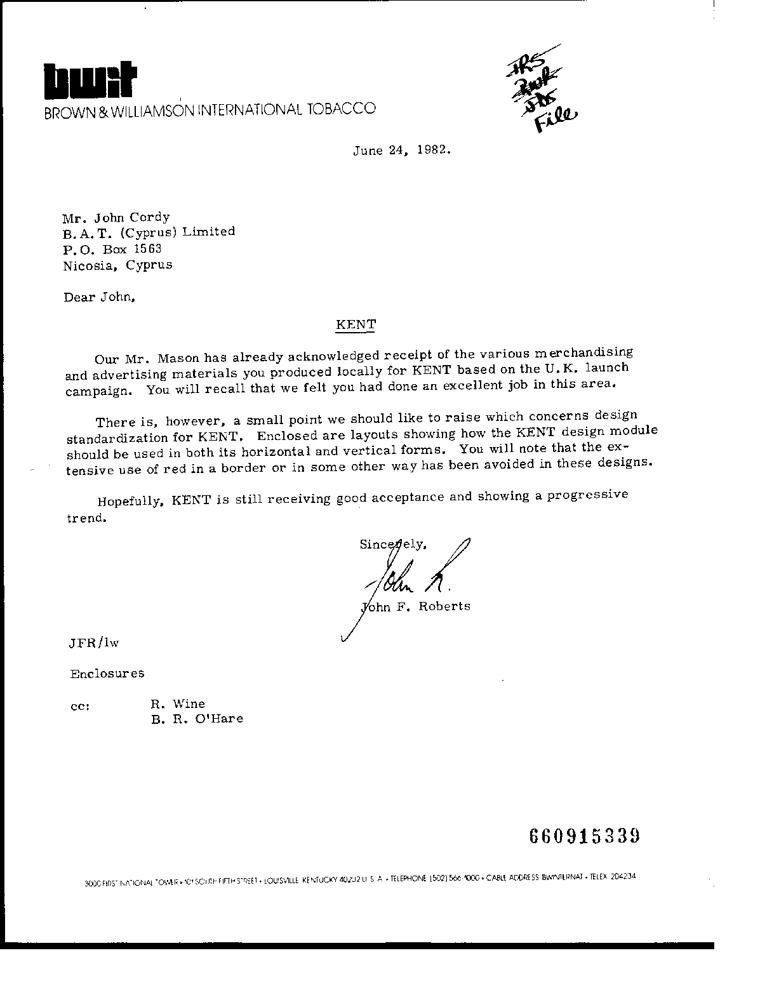 bwit
BROWN & WILLIAMSON INTERNATIONAL TOBACCO
File
June 24, 1982.
Mr. John Cordy
B.A.T. (Cyprus) Limited
P.O. Box 1563
Nicosia, Cyprus
Dear John,
KENT
Our Mr. Mason has already acknowledged receipt of the various merchandising
and advertising materials you produced locally for KENT based on the U.K. launch
campaign. You will recall that we felt you had done an excellent job in this area.
There is, however, a small point we should like to raise which concerns design
standardization for KENT. Enclosed are layouts showing how the KENT design module
should be used in both its horizontal and vertical forms. You will note that the ex-
tensive use of red in a border or in some other way has been avoided in these designs.
Hopefully, KENT is still receiving good acceptance and showing a progressive
trend.
Sincerely,
John R.
John F. Roberts
JFR/lw
Enclosures
cc: R. Wine
B. R. O'Hare
660915339
TOWER • SOUTH FIFTH STREET • LOUISVILLE KENTUCKY 40202 U.S.A. • TELEPHONE (502) 566-1000 • CABLE ADDRESS BWINTERNAT • TELEX 204234